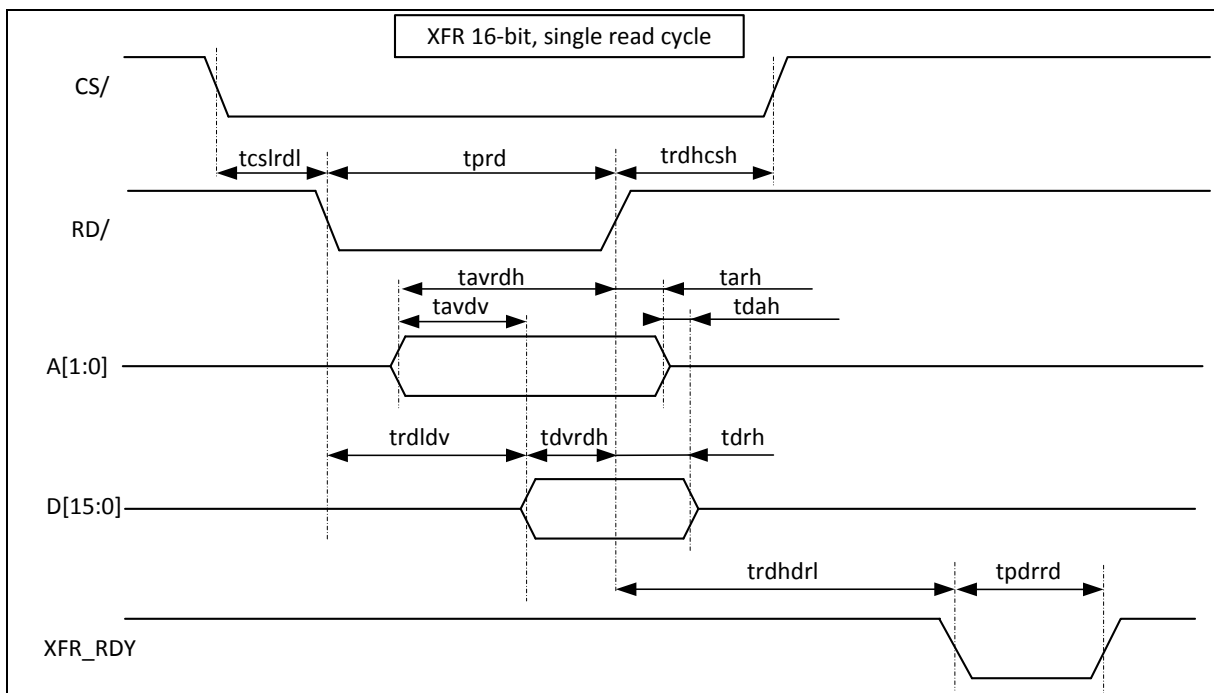 XFR 16-bit, single read cycle
CS/
tcslrdl tprd trdhcsh
RD/
tavrdh tarh
tavdv tdah
A[1:0]
trdldv tdvrdh tdrh
D[15:0]
trdhdrl tpdrrd
XFR_RDY